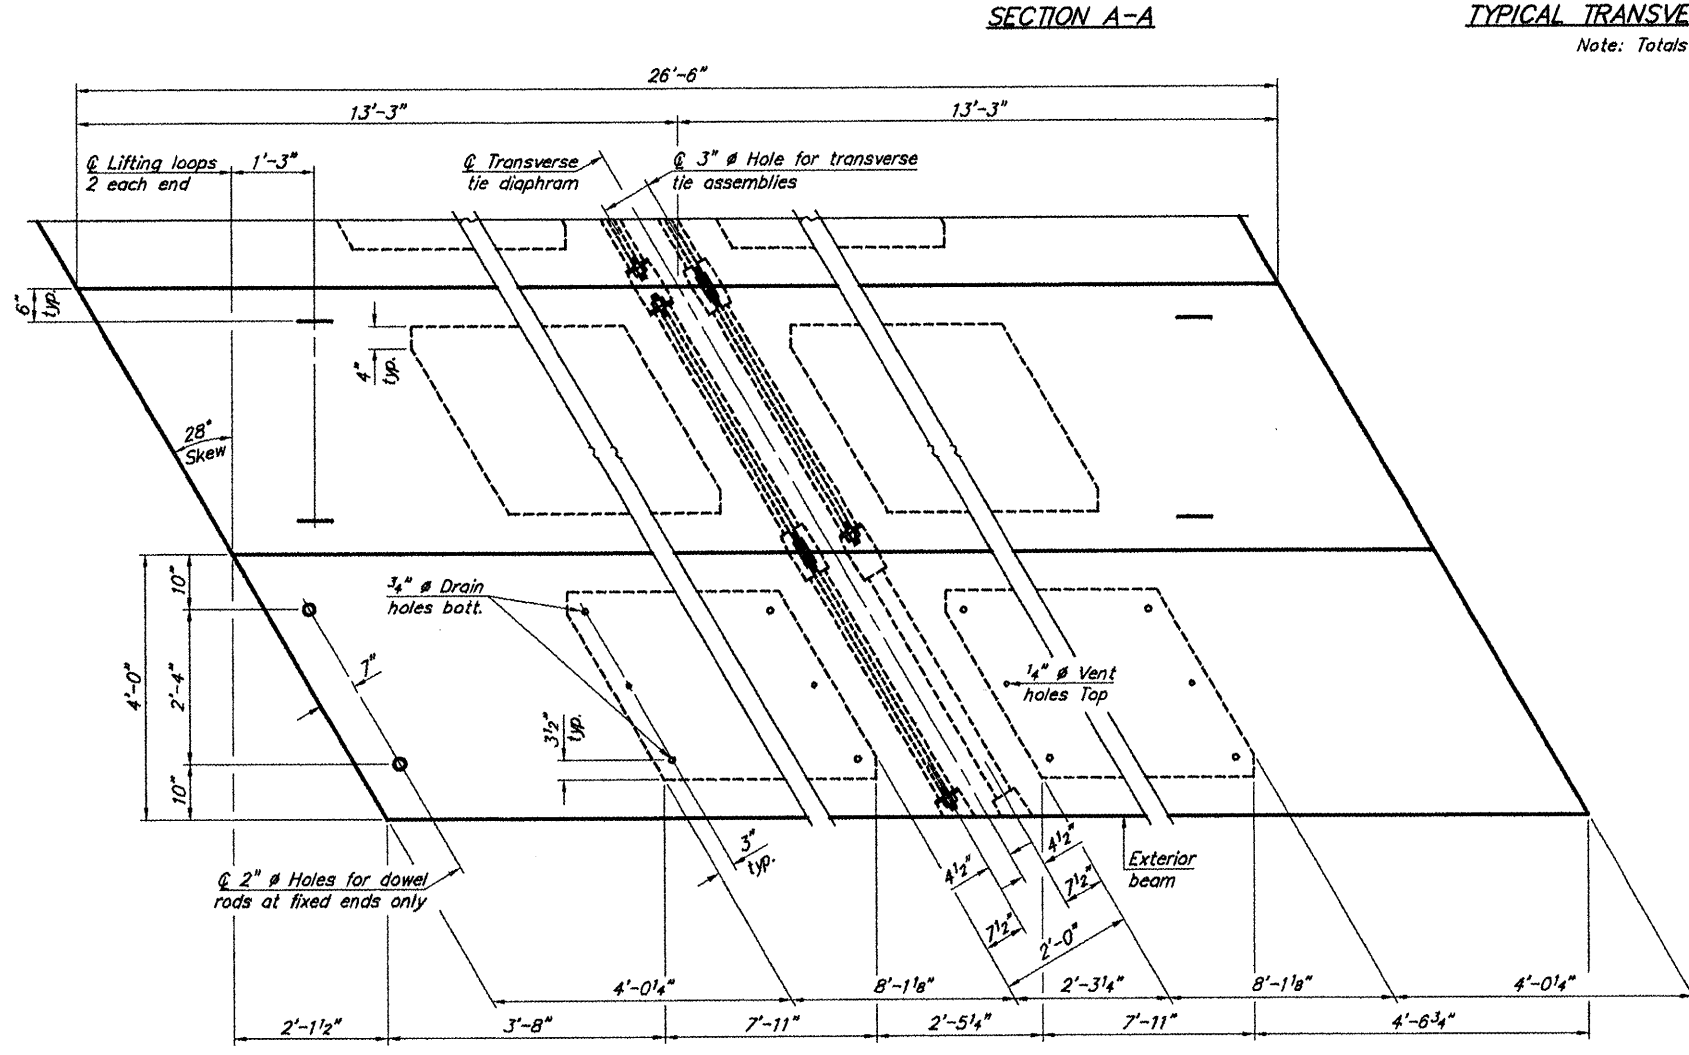 SECTION A-A
TYPICAL TRANSVE
Note: Totals
26'-6"
13'-3"
13'-3"
℄ Lifting loops
2 each end
1'-3"
℄ Transverse
tie diaphram
℄ 3" ø Hole for transverse
tie assemblies
6"
typ.
4"
typ.
28°
Skew
10"
2'-4"
10"
4'-0"
7"
3/4" ø Drain
holes bott.
3 1/2"
typ.
1/4" ø Vent
holes Top
3"
typ.
4 1/2"
7 1/2"
4 1/2"
7 1/2"
2'-0"
Exterior
beam
℄ 2" ø Holes for dowel
rods at fixed ends only
4'-0 1/4"
8'-1 1/8"
2'-3 1/4"
8'-1 1/8"
4'-0 1/4"
2'-1 1/2"
3'-8"
7'-11"
2'-5 1/4"
7'-11"
4'-6 3/4"